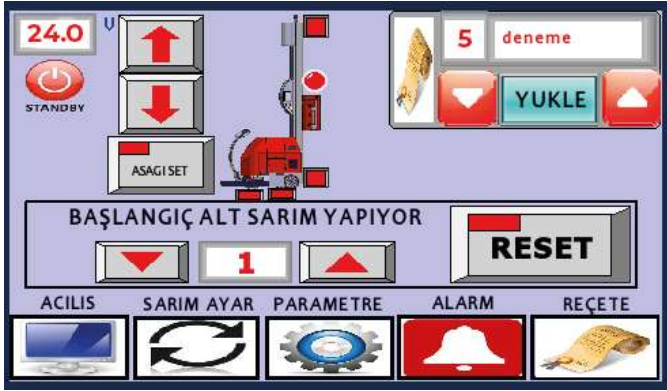 24.0 V
STANDBY
ASAGI SET
5 deneme
YUKLE
BAŞLANGIÇ ALT SARIM YAPIYOR
1
RESET
ACILIS SARIM AYAR PARAMETRE ALARM REÇETE